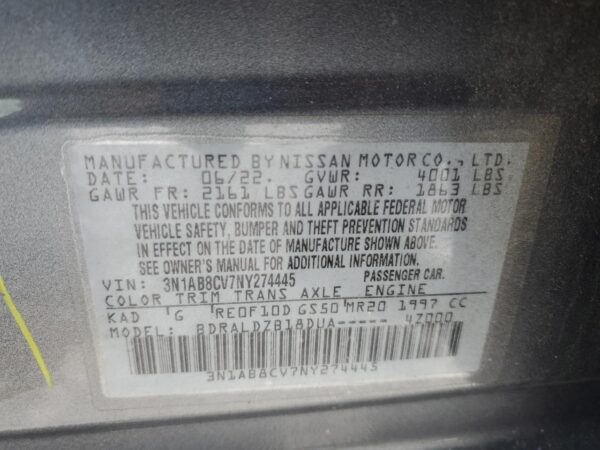 MANUFACTURED BY NISSAN MOTOR CO., LTD.
DATE: 06/22. GVWR: 4001 LBS
GAWR FR: 2161 LBS GAWR RR: 1863 LBS
THIS VEHICLE CONFORMS TO ALL APPLICABLE FEDERAL MOTOR
VEHICLE SAFETY, BUMPER AND THEFT PREVENTION STANDARDS
IN EFFECT ON THE DATE OF MANUFACTURE SHOWN ABOVE.
SEE OWNER'S MANUAL FOR ADDITIONAL INFORMATION.
VIN: 3N1AB8CV7NY274445 PASSENGER CAR.
COLOR TRIM TRANS AXLE ENGINE
KAD G RE0F10D GS50 MR20 1997 CC
BDRALDZB18DUA----- 4Z000
3N1AB8CV7NY274445